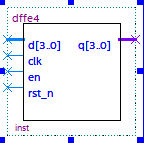 dffe4
d[3..0] q[3..0]
clk
en
rst_n
inst